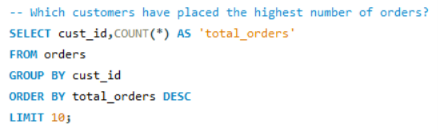 -- Which customers have placed the highest number of orders?
SELECT cust_id,COUNT(*) AS 'total_orders'
FROM orders
GROUP BY cust_id
ORDER BY total_orders DESC
LIMIT 10;